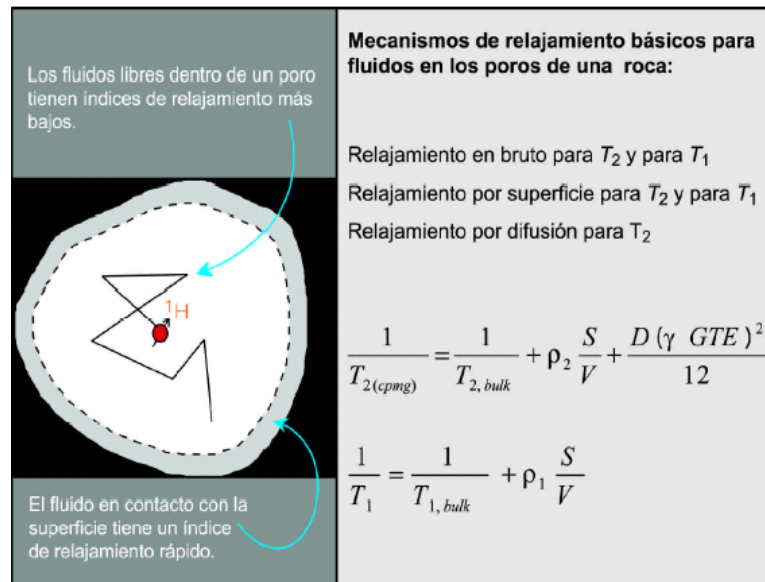 Los fluidos libres dentro de un poro
tienen índices de relajamiento más
bajos.
¹H
El fluido en contacto con la
superficie tiene un índice
de relajamiento rápido.
Mecanismos de relajamiento básicos para
fluidos en los poros de una roca:
Relajamiento en bruto para T₂ y para T₁
Relajamiento por superficie para T₂ y para T₁
Relajamiento por difusión para T₂
1/T₂(cpmg) = 1/T₂,bulk + ρ₂ S/V + D(γ GTE)²/12
1/T₁ = 1/T₁,bulk + ρ₁ S/V